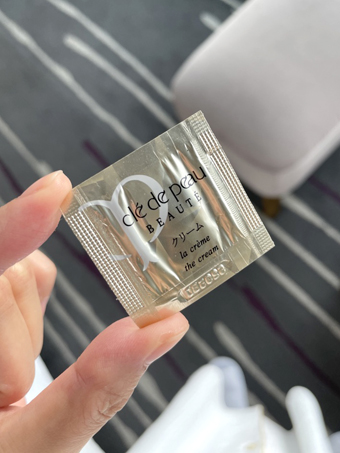 clé de peau
BEAUTÉ
クリーム
la crème
the cream